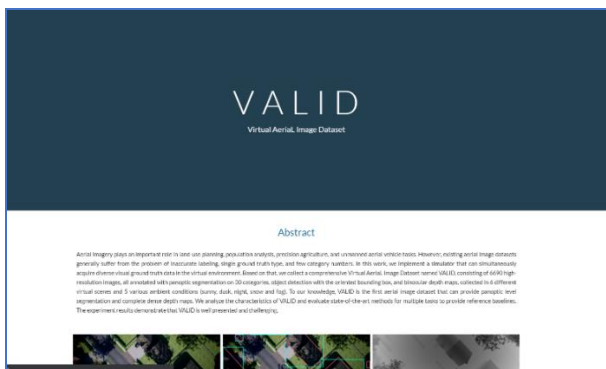 VALID
Virtual AeriaL Image Dataset
Abstract
Aerial imagery plays an important role in land use planning, population analysis, precision agriculture, and unmanned aerial vehicle tasks. However, existing aerial image datasets
generally suffer from the problem of inaccurate labeling, single ground truth type, and few category numbers. In this work, we implement a simulator that can simultaneously
acquire diverse visual ground truth data in the virtual environment. Based on that, we collect a comprehensive Virtual AeriaL Image Dataset named VALID, consisting of 6690 high-
resolution images, all annotated with panoptic segmentation on 30 categories, object detection with the oriented bounding box, and binocular depth maps, collected in 6 different
virtual scenes and 5 various ambient conditions (sunny, dusk, night, snow and fog). To our knowledge, VALID is the first aerial image dataset that can provide panoptic level
segmentation and complete dense depth maps. We analyze the characteristics of VALID and evaluate state-of-the-art methods for multiple tasks to provide reference baselines.
The experiment results demonstrate that VALID is well presented and challenging.